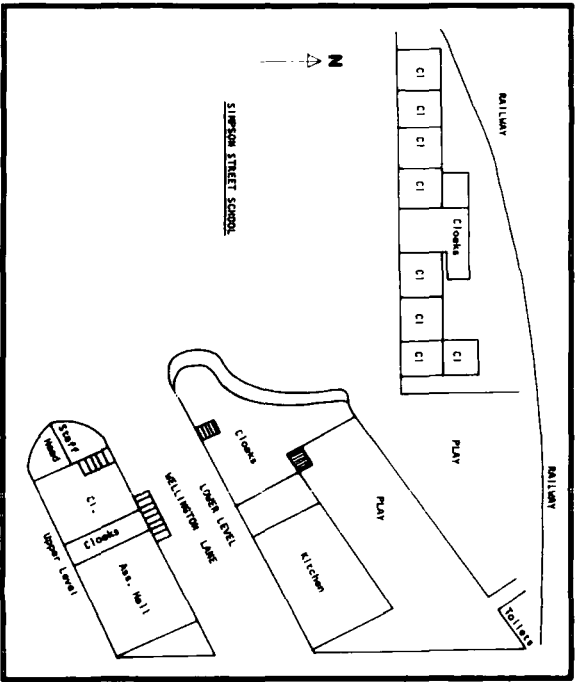 N
SIMPSON STREET SCHOOL
RAILWAY
RAILWAY
Cl
Cl
Cl
Cl
Cloaks
Cl
Cl
Cl
Cl
PLAY
PLAY
Toilets
Cloaks
Kitchen
LOWER LEVEL
WELLINGTON LANE
Staff
Head
Cl.
Cloaks
Ass. Hall
Upper Level